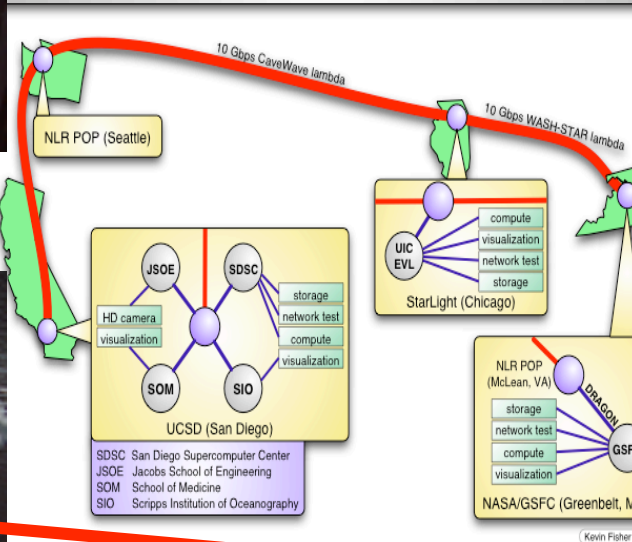 10 Gbps CaveWave lambda
10 Gbps WASH-STAR lambda
NLR POP (Seattle)
JSOE
SDSC
HD camera
visualization
storage
network test
compute
visualization
SOM
SIO
UCSD (San Diego)
SDSC San Diego Supercomputer Center
JSOE Jacobs School of Engineering
SOM School of Medicine
SIO Scripps Institution of Oceanography
UIC
EVL
compute
visualization
network test
storage
StarLight (Chicago)
NLR POP
(McLean, VA)
DRAGON
storage
network test
compute
visualization
GSF
NASA/GSFC (Greenbelt, M
Kevin Fisher